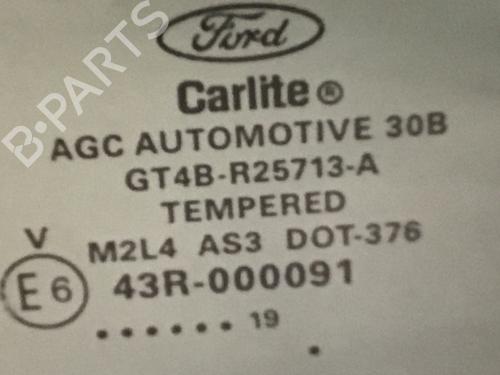 Ford
Carlite®
AGC AUTOMOTIVE 30B
GT4B-R25713-A
TEMPERED
V
M2L4 AS3 DOT-376
E6 43R-000091
...... 19
.
B-PARTS